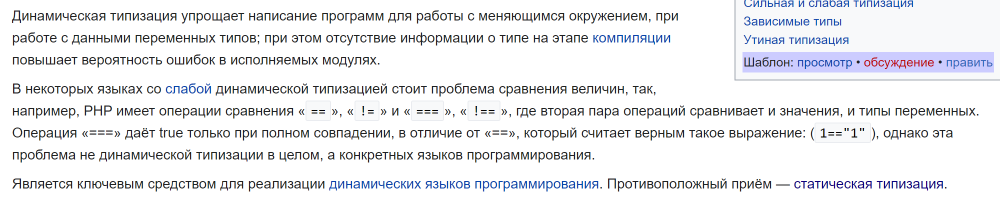 Динамическая типизация упрощает написание программ для работы с меняющимся окружением, при
работе с данными переменных типов; при этом отсутствие информации о типе на этапе компиляции
повышает вероятность ошибок в исполняемых модулях.
В некоторых языках со слабой динамической типизацией стоит проблема сравнения величин, так,
например, PHP имеет операции сравнения «==», «!=» и «===», «!==», где вторая пара операций сравнивает и значения, и типы переменных.
Операция «===» даёт true только при полном совпадении, в отличие от «==», который считает верным такое выражение: (1=="1"), однако эта
проблема не динамической типизации в целом, а конкретных языков программирования.
Является ключевым средством для реализации динамических языков программирования. Противоположный приём — статическая типизация.
Сильная и слабая типизация
Зависимые типы
Утиная типизация
Шаблон: просмотр • обсуждение • править